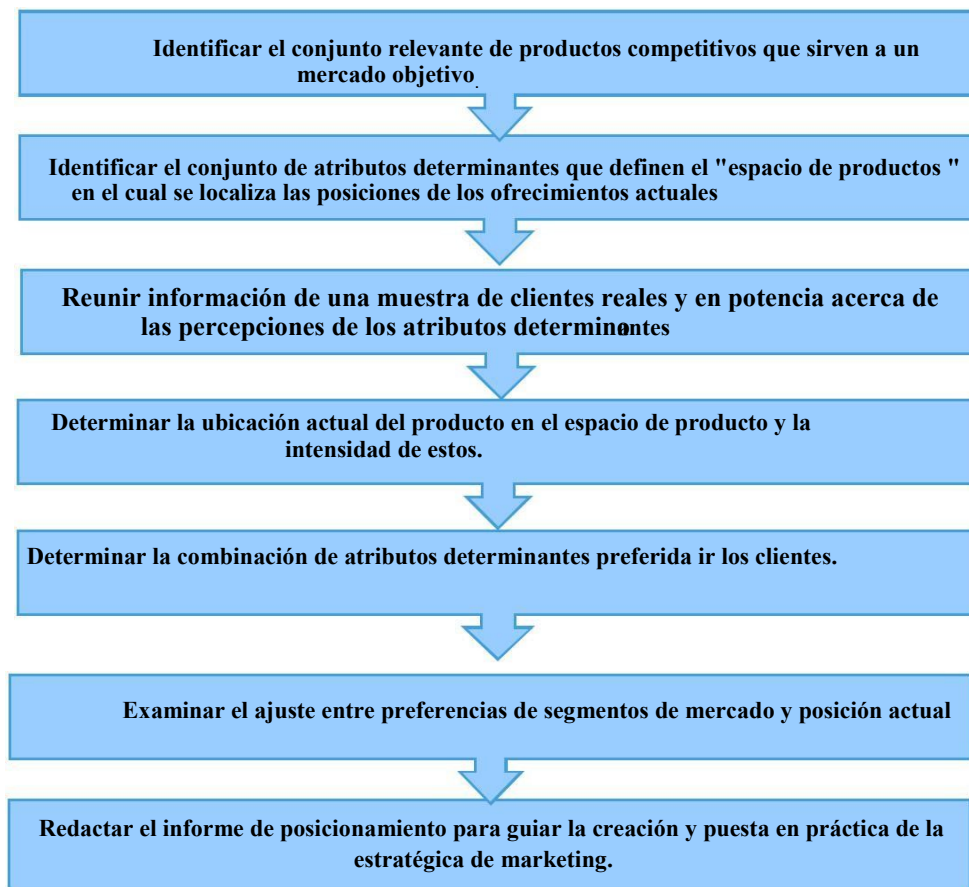 Identificar el conjunto relevante de productos competitivos que sirven a un
mercado objetivo.
Identificar el conjunto de atributos determinantes que definen el "espacio de productos "
en el cual se localiza las posiciones de los ofrecimientos actuales
Reunir información de una muestra de clientes reales y en potencia acerca de
las percepciones de los atributos determinantes
Determinar la ubicación actual del producto en el espacio de producto y la
intensidad de estos.
Determinar la combinación de atributos determinantes preferida ir los clientes.
Examinar el ajuste entre preferencias de segmentos de mercado y posición actual
Redactar el informe de posicionamiento para guiar la creación y puesta en práctica de la
estratégica de marketing.